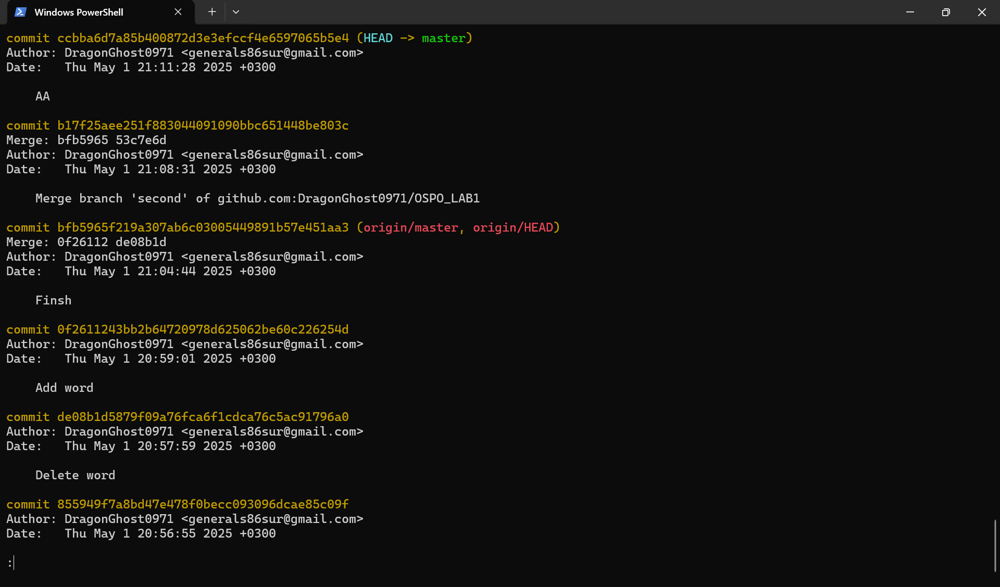 Windows PowerShell
commit ccbba6d7a85b400872d3e3efccf4e6597065b5e4 (HEAD -> master)
Author: DragonGhost0971 <generals86sur@gmail.com>
Date:   Thu May 1 21:11:28 2025 +0300
AA
commit b17f25aee251f883044091090bbc651448be803c
Merge: bfb5965 53c7e6d
Author: DragonGhost0971 <generals86sur@gmail.com>
Date:   Thu May 1 21:08:31 2025 +0300
Merge branch 'second' of github.com:DragonGhost0971/OSPO_LAB1
commit bfb5965f219a307ab6c03005449891b57e451aa3 (origin/master, origin/HEAD)
Merge: 0f26112 de08b1d
Author: DragonGhost0971 <generals86sur@gmail.com>
Date:   Thu May 1 21:04:44 2025 +0300
Finsh
commit 0f2611243bb2b64720978d625062be60c226254d
Author: DragonGhost0971 <generals86sur@gmail.com>
Date:   Thu May 1 20:59:01 2025 +0300
Add word
commit de08b1d5879f09a76fca6f1cdca76c5ac91796a0
Author: DragonGhost0971 <generals86sur@gmail.com>
Date:   Thu May 1 20:57:59 2025 +0300
Delete word
commit 855949f7a8bd47e478f0becc093096dcae85c09f
Author: DragonGhost0971 <generals86sur@gmail.com>
Date:   Thu May 1 20:56:55 2025 +0300
: